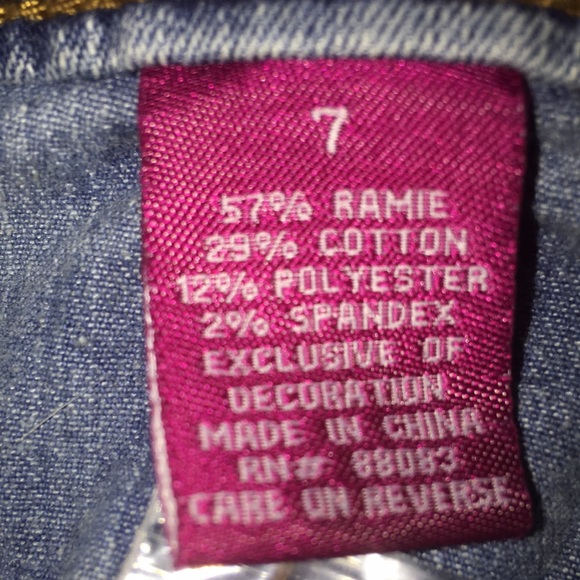 7
57% RAMIE
29% COTTON
12% POLYESTER
2% SPANDEX
EXCLUSIVE OF
DECORATION
MADE IN CHINA
RN#
CARE ON REVERSE